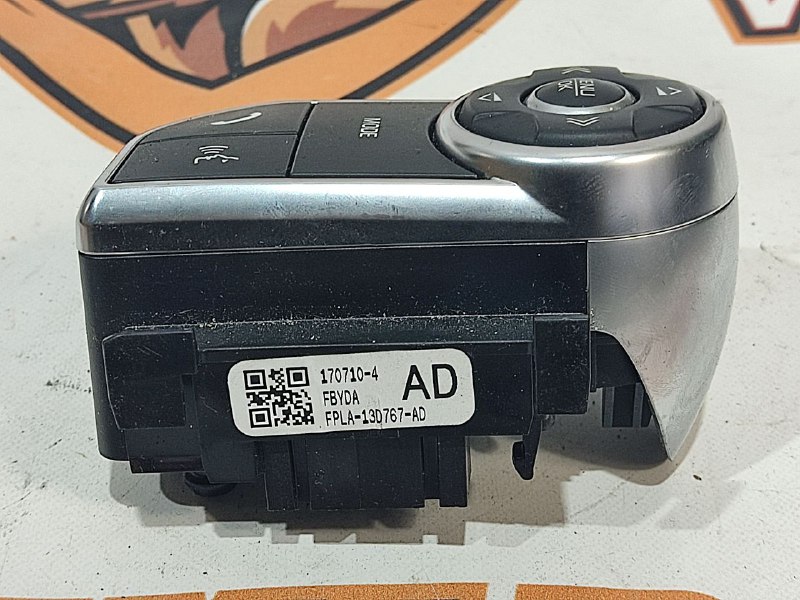 MENU
OK
MODE
170710-4
AD
FBYDA
FPLA-13D767-AD